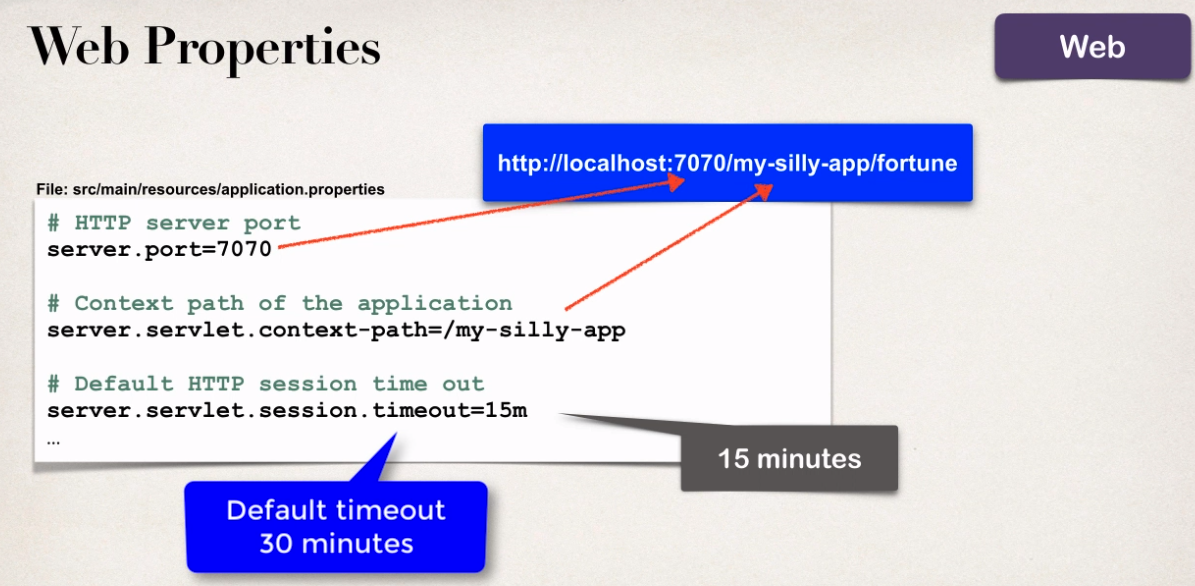 Web Properties
Web
http://localhost:7070/my-silly-app/fortune
File: src/main/resources/application.properties
# HTTP server port
server.port=7070
# Context path of the application
server.servlet.context-path=/my-silly-app
# Default HTTP session time out
server.servlet.session.timeout=15m
...
15 minutes
Default timeout
30 minutes